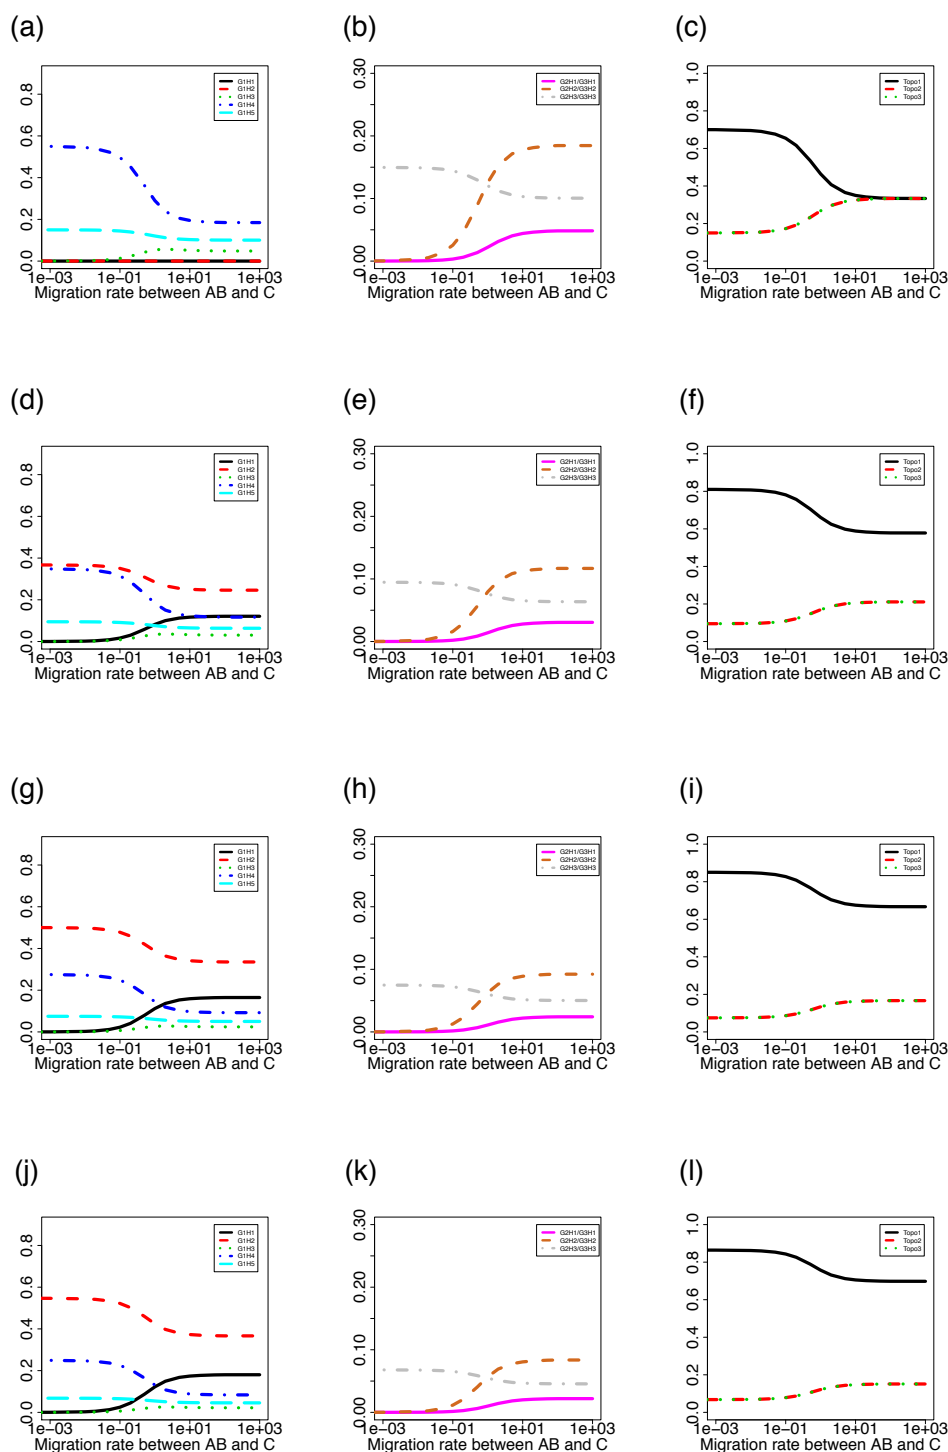 (a)
0.0 0.2 0.4 0.6 0.8
G1H1
G1H2
G1H3
G1H4
G1H5
1e−03 1e−01 1e+01 1e+03
Migration rate between AB and C
(b)
0.00 0.10 0.20 0.30
G2H1/G3H1
G2H2/G3H2
G2H3/G3H3
1e−03 1e−01 1e+01 1e+03
Migration rate between AB and C
(c)
0.0 0.2 0.4 0.6 0.8 1.0
Topo1
Topo2
Topo3
1e−03 1e−01 1e+01 1e+03
Migration rate between AB and C
(d)
0.0 0.2 0.4 0.6 0.8
G1H1
G1H2
G1H3
G1H4
G1H5
1e−03 1e−01 1e+01 1e+03
Migration rate between AB and C
(e)
0.00 0.10 0.20 0.30
G2H1/G3H1
G2H2/G3H2
G2H3/G3H3
1e−03 1e−01 1e+01 1e+03
Migration rate between AB and C
(f)
0.0 0.2 0.4 0.6 0.8 1.0
Topo1
Topo2
Topo3
1e−03 1e−01 1e+01 1e+03
Migration rate between AB and C
(g)
0.0 0.2 0.4 0.6 0.8
G1H1
G1H2
G1H3
G1H4
G1H5
1e−03 1e−01 1e+01 1e+03
Migration rate between AB and C
(h)
0.00 0.10 0.20 0.30
G2H1/G3H1
G2H2/G3H2
G2H3/G3H3
1e−03 1e−01 1e+01 1e+03
Migration rate between AB and C
(i)
0.0 0.2 0.4 0.6 0.8 1.0
Topo1
Topo2
Topo3
1e−03 1e−01 1e+01 1e+03
Migration rate between AB and C
(j)
0.0 0.2 0.4 0.6 0.8
G1H1
G1H2
G1H3
G1H4
G1H5
1e−03 1e−01 1e+01 1e+03
Migration rate between AB and C
(k)
0.00 0.10 0.20 0.30
G2H1/G3H1
G2H2/G3H2
G2H3/G3H3
1e−03 1e−01 1e+01 1e+03
Migration rate between AB and C
(l)
0.0 0.2 0.4 0.6 0.8 1.0
Topo1
Topo2
Topo3
1e−03 1e−01 1e+01 1e+03
Migration rate between AB and C